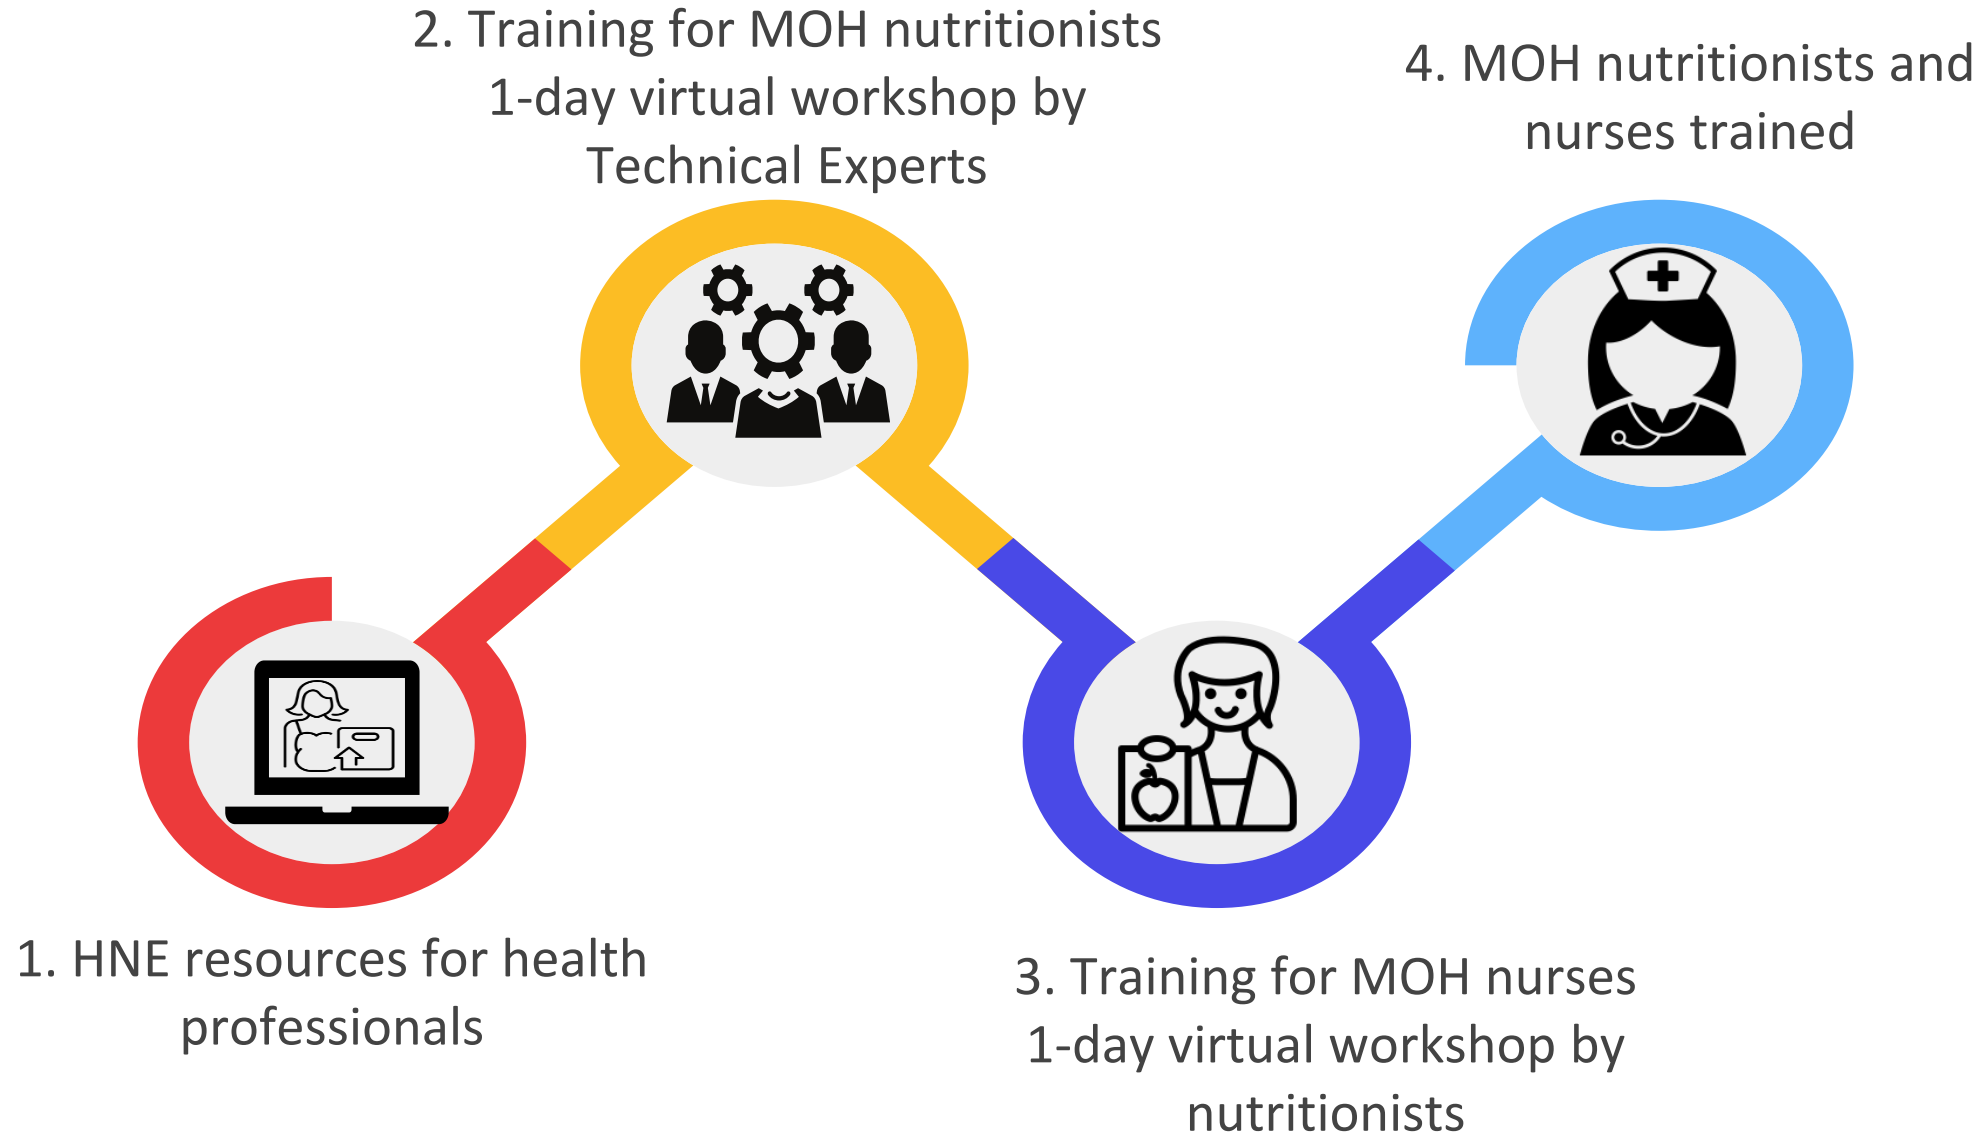 1. HNE resources for health
professionals
2. Training for MOH nutritionists
1-day virtual workshop by
Technical Experts
3. Training for MOH nurses
1-day virtual workshop by
nutritionists
4. MOH nutritionists and
nurses trained